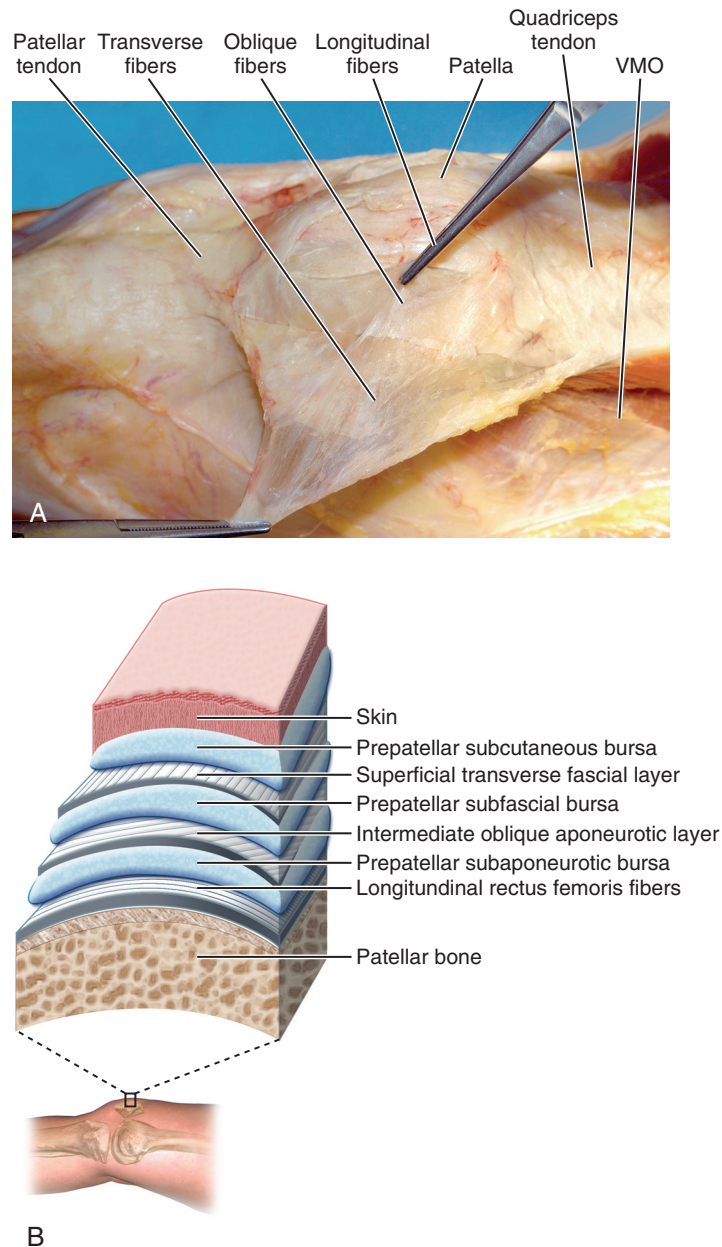 Patellar tendon
Transverse fibers
Oblique fibers
Longitudinal fibers
Patella
Quadriceps tendon
VMO
A
Skin
Prepatellar subcutaneous bursa
Superficial transverse fascial layer
Prepatellar subfascial bursa
Intermediate oblique aponeurotic layer
Prepatellar subaponeurotic bursa
Longitundinal rectus femoris fibers
Patellar bone
B